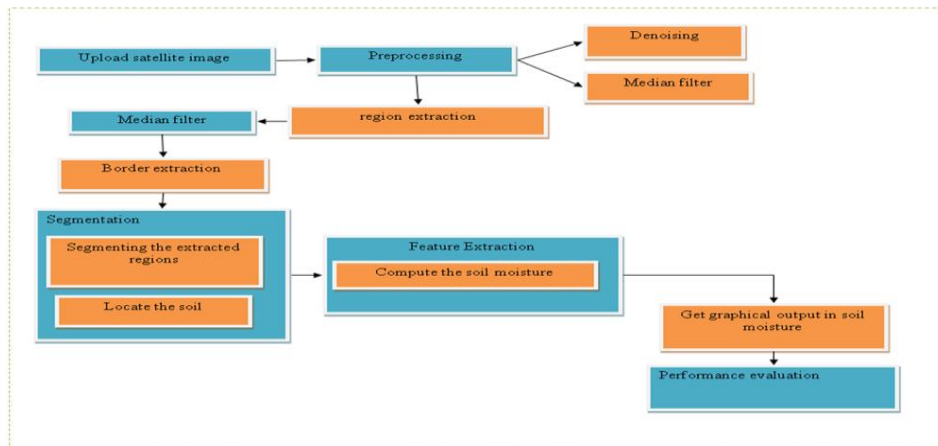 Upload satellite image
Preprocessing
Denoising
Median filter
region extraction
Median filter
Border extraction
Segmentation
Segmenting the extracted
regions
Locate the soil
Feature Extraction
Compute the soil moisture
Get graphical output in soil
moisture
Performance evaluation